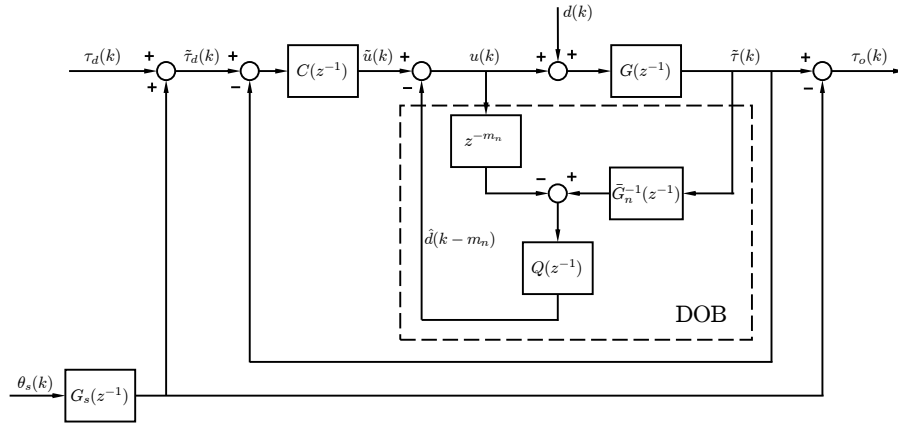 d(k)
τ_d(k) + τ̃_d(k) + C(z⁻¹) ũ(k) + u(k) + + G(z⁻¹) τ̃(k) + τ_o(k)
+ − − −
z^{−m_n}
− + Ḡ_n⁻¹(z⁻¹)
d̂(k − m_n)
Q(z⁻¹)
DOB
θ_s(k) G_s(z⁻¹)